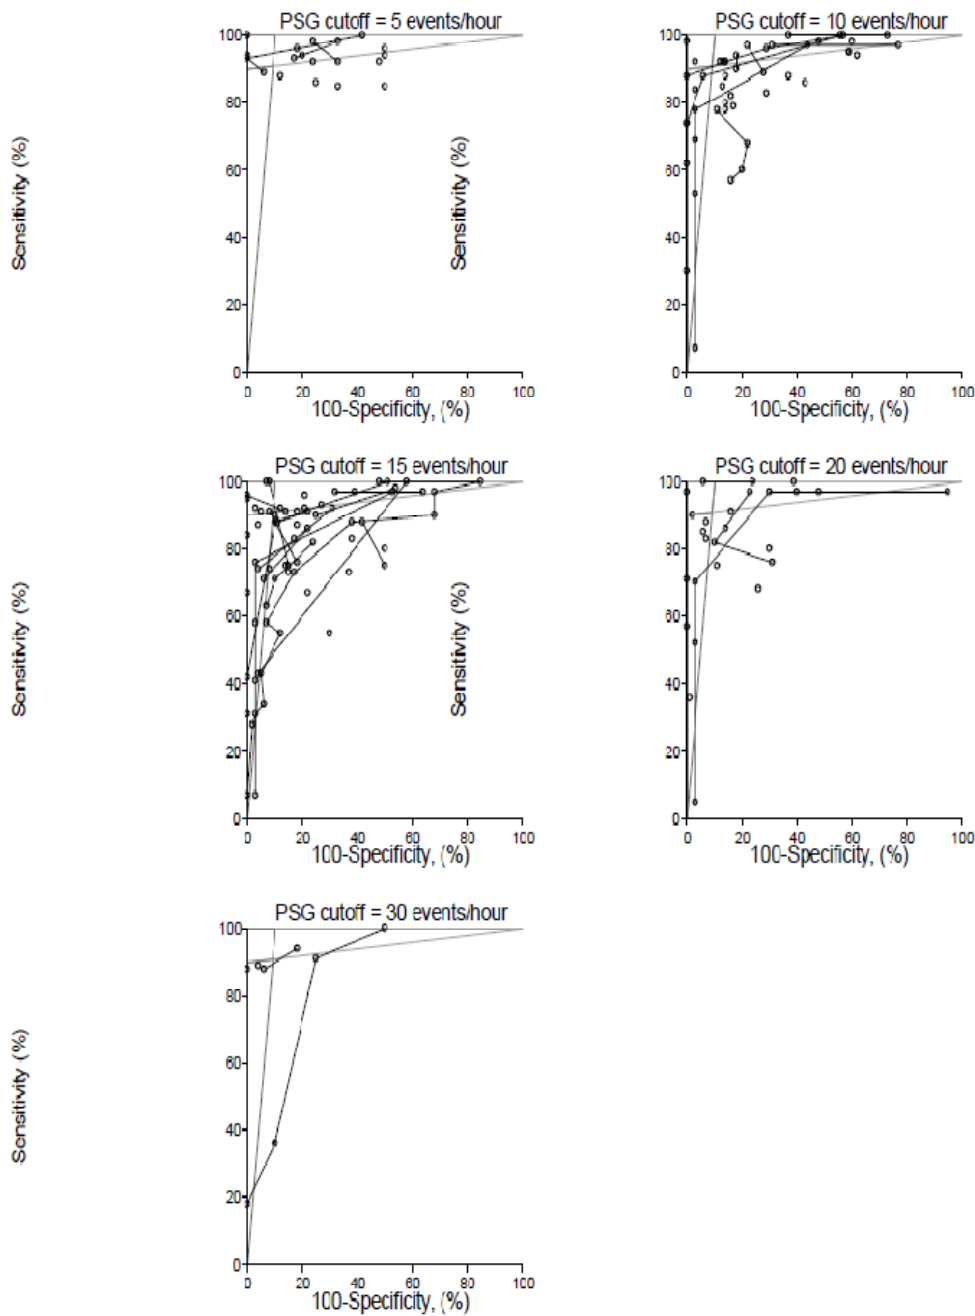 PSG cutoff = 5 events/hour
Sensitivity (%)
100
80
60
40
20
0
0 20 40 60 80 100
100-Specificity, (%)
PSG cutoff = 10 events/hour
Sensitivity (%)
100
80
60
40
20
0
0 20 40 60 80 100
100-Specificity, (%)
PSG cutoff = 15 events/hour
Sensitivity (%)
100
80
60
40
20
0
0 20 40 60 80 100
100-Specificity, (%)
PSG cutoff = 20 events/hour
Sensitivity (%)
100
80
60
40
20
0
0 20 40 60 80 100
100-Specificity, (%)
PSG cutoff = 30 events/hour
Sensitivity (%)
100
80
60
40
20
0
0 20 40 60 80 100
100-Specificity, (%)